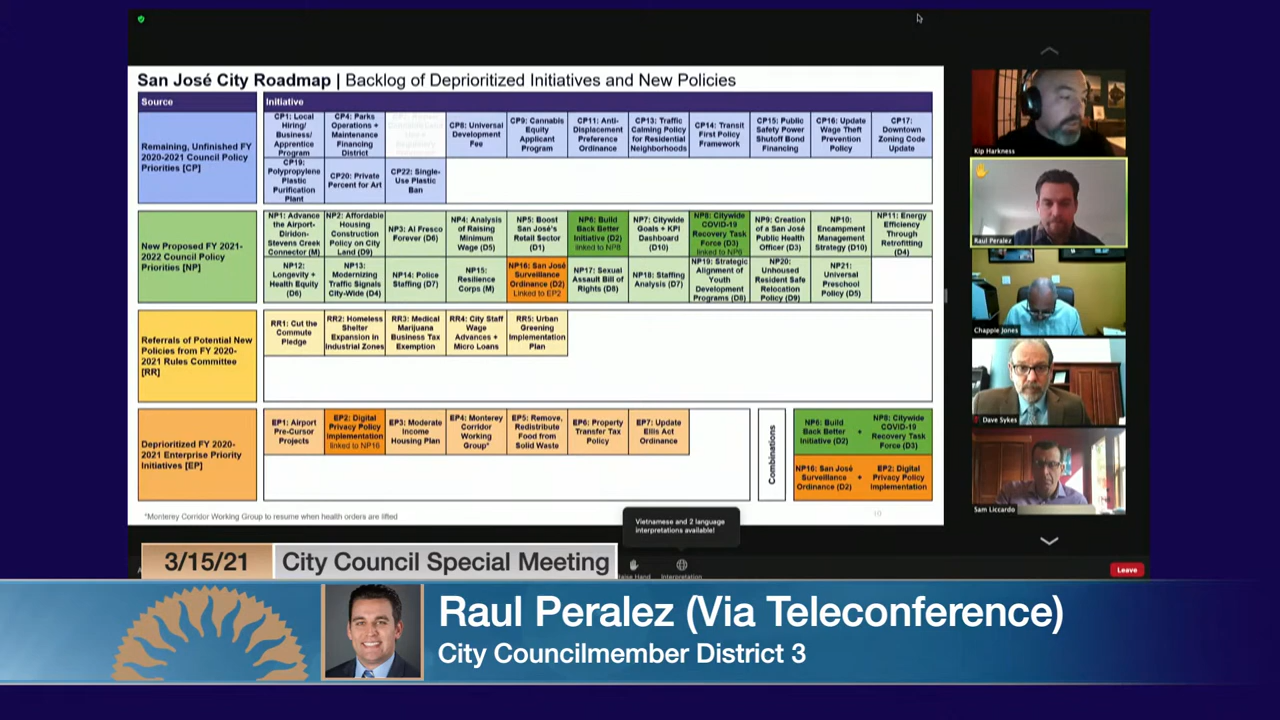 San José City Roadmap | Backlog of Deprioritized Initiatives and New Policies
Source
Initiative
Remaining, Unfinished FY
2020-2021 Council Policy
Priorities [CP]
CP1: Local
Hiring/
Business/
Apprentice
Program
CP4: Parks
Operations +
Maintenance
Financing
District
CP8: Universal
Development
Fee
CP9: Cannabis
Equity
Applicant
Program
CP11: Anti-
Displacement
Preference
Ordinance
CP13: Traffic
Calming Policy
for Residential
Neighborhoods
CP14: Transit
First Policy
Framework
CP15: Public
Safety Power
Shutoff Bond
Financing
CP16: Update
Wage Theft
Prevention
Policy
CP17:
Downtown
Zoning Code
Update
CP19:
Polypropylene
Plastic
Purification
Plant
CP20: Private
Percent for Art
CP22: Single-
Use Plastic
Ban
New Proposed FY 2021-
2022 Council Policy
Priorities [NP]
NP1: Advance
the Airport-
Diridon-
Stevens Creek
Connector (M)
NP2: Affordable
Housing
Construction
Policy on City
Land (D9)
NP3: Al Fresco
Forever (D6)
NP4: Analysis
of Raising
Minimum
Wage (D5)
NP5: Boost
San José's
Retail Sector
(D1)
NP6: Build
Back Better
Initiative (D2)
linked to NP8
NP7: Citywide
Goals + KPI
Dashboard
(D10)
NP8: Citywide
COVID-19
Recovery Task
Force (D3)
linked to NP6
NP9: Creation
of a San José
Public Health
Officer (D3)
NP10:
Encampment
Management
Strategy (D10)
NP11: Energy
Efficiency
Through
Retrofitting
(D4)
NP12:
Longevity +
Health Equity
(D6)
NP13:
Modernizing
Traffic Signals
City-Wide (D4)
NP14: Police
Staffing (D7)
NP15:
Resilience
Corps (M)
NP16: San José
Surveillance
Ordinance (D2)
Linked to EP2
NP17: Sexual
Assault Bill of
Rights (D8)
NP18: Staffing
Analysis (D7)
NP19: Strategic
Alignment of
Youth
Development
Programs (D8)
NP20:
Unhoused
Resident Safe
Relocation
Policy (D9)
NP21:
Universal
Preschool
Policy (D5)
Referrals of Potential New
Policies from FY 2020-
2021 Rules Committee
[RR]
RR1: Cut the
Commute
Pledge
RR2: Homeless
Shelter
Expansion in
Industrial Zones
RR3: Medical
Marijuana
Business Tax
Exemption
RR4: City Staff
Wage
Advances +
Micro Loans
RR5: Urban
Greening
Implementation
Plan
Deprioritized FY 2020-
2021 Enterprise Priority
Initiatives [EP]
EP1: Airport
Pre-Cursor
Projects
EP2: Digital
Privacy Policy
Implementation
linked to NP16
EP3: Moderate
Income
Housing Plan
EP4: Monterey
Corridor
Working
Group*
EP5: Remove,
Redistribute
Food from
Solid Waste
EP6: Property
Transfer Tax
Policy
EP7: Update
Ellis Act
Ordinance
Combinations
NP6: Build
Back Better
Initiative (D2)
+
NP8: Citywide
COVID-19
Recovery Task
Force (D3)
NP16: San José
Surveillance
Ordinance (D2)
+
EP2: Digital
Privacy Policy
Implementation
*Monterey Corridor Working Group to resume when health orders are lifted
10
Kip Harkness
Raul Peralez
Chappie Jones
Dave Sykes
Sam Liccardo
Vietnamese and 2 language
interpretations available!
Raise Hand
Interpretation
Leave
3/15/21
City Council Special Meeting
Raul Peralez (Via Teleconference)
City Councilmember District 3